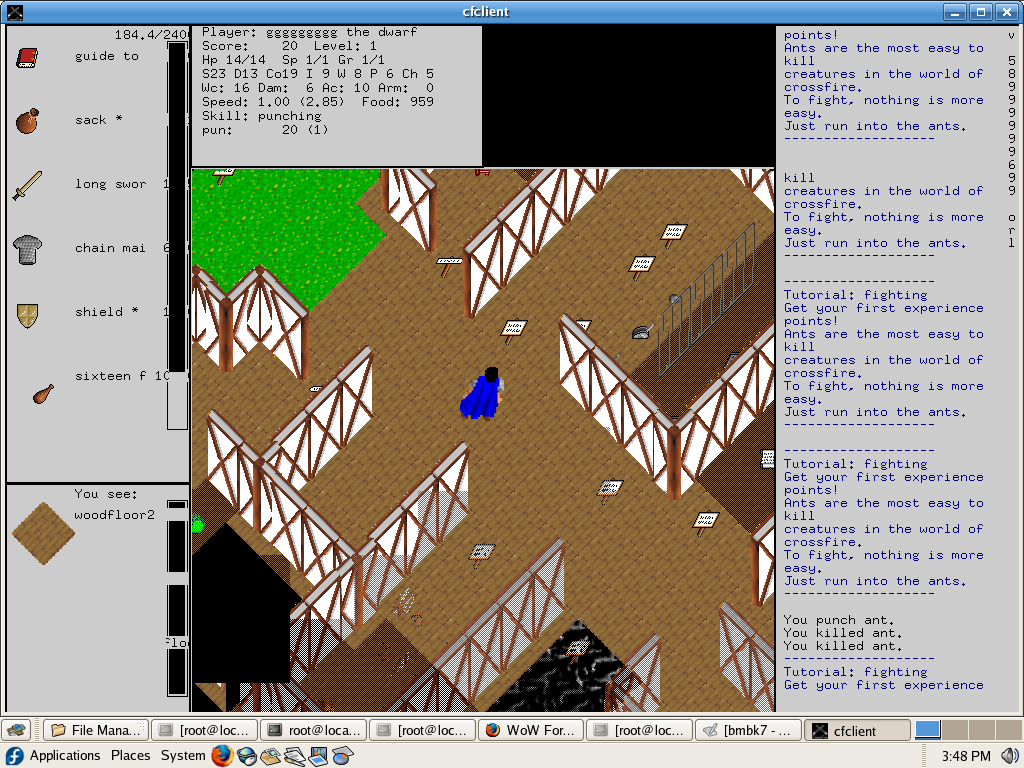 cfclient
184.4/240
guide to
sack *
long swor 1
chain mai 6
shield * 1
sixteen f 10
You see:
woodfloor2
floo
Player: ggggggggg the dwarf
Score: 20 Level: 1
Hp 14/14 Sp 1/1 Gr 1/1
S23 D13 Co19 I 9 W 8 P 6 Ch 5
Wc: 16 Dam: 6 Ac: 10 Arm: 0
Speed: 1.00 (2.85) Food: 959
Skill: punching
pun: 20 (1)
points!
Ants are the most easy to
kill
creatures in the world of
crossfire.
To fight, nothing is more
easy.
Just run into the ants.
-------------------
kill
creatures in the world of
crossfire.
To fight, nothing is more
easy.
Just run into the ants.
-------------------
-------------------
Tutorial: fighting
Get your first experience
points!
Ants are the most easy to
kill
creatures in the world of
crossfire.
To fight, nothing is more
easy.
Just run into the ants.
-------------------
-------------------
Tutorial: fighting
Get your first experience
points!
Ants are the most easy to
kill
creatures in the world of
crossfire.
To fight, nothing is more
easy.
Just run into the ants.
-------------------
You punch ant.
You killed ant.
You killed ant.
-------------------
Tutorial: fighting
Get your first experience
v
5
8
9
9
9
9
9
9
6
9
9
o
r
l
File Mana... [root@loc... root@loca... [root@loc... WoW For... [root@loc... [bmbk7 - ... cfclient
Applications Places System 3:48 PM